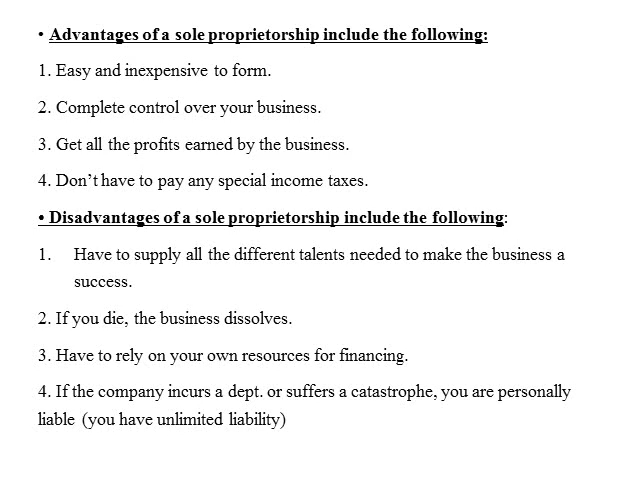 • Advantages of a sole proprietorship include the following:
1. Easy and inexpensive to form.
2. Complete control over your business.
3. Get all the profits earned by the business.
4. Don’t have to pay any special income taxes.
• Disadvantages of a sole proprietorship include the following:
1. Have to supply all the different talents needed to make the business a
success.
2. If you die, the business dissolves.
3. Have to rely on your own resources for financing.
4. If the company incurs a dept. or suffers a catastrophe, you are personally
liable (you have unlimited liability)